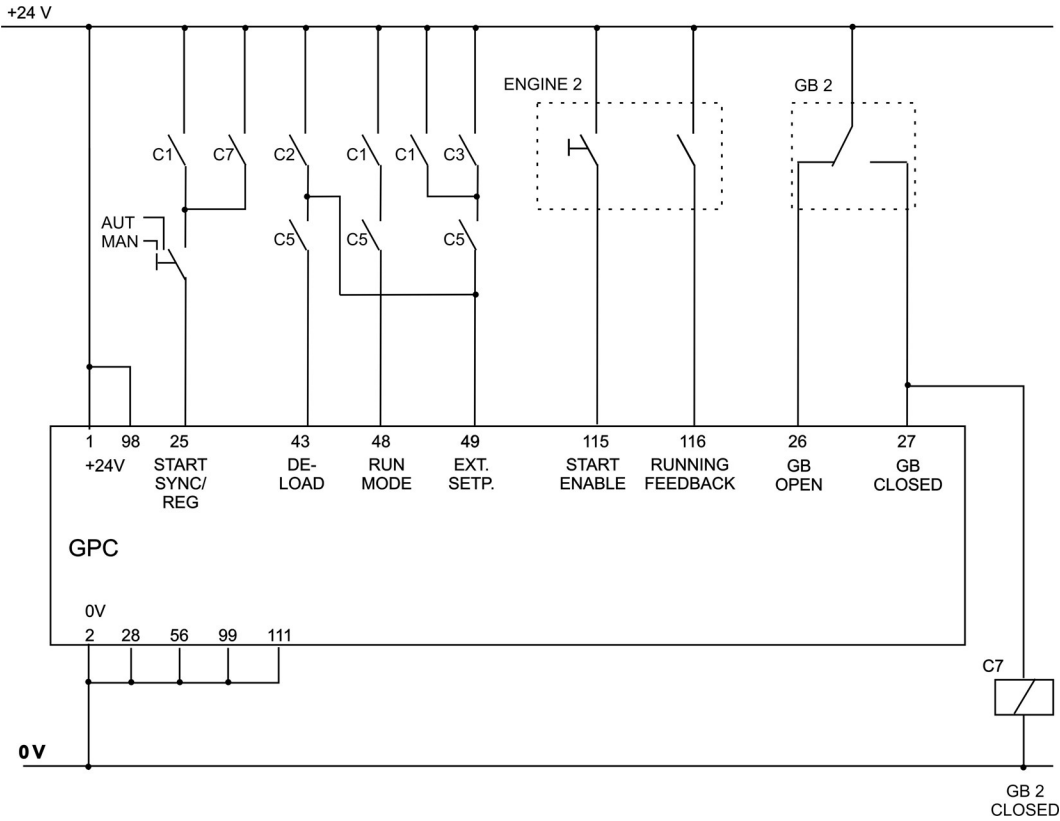 +24 V
ENGINE 2
GB 2
C1
C7
C2
C1
C1
C3
AUT
MAN
C5
C5
C5
1
98
25
43
48
49
115
116
26
27
+24V
START
SYNC/
REG
DE-
LOAD
RUN
MODE
EXT.
SETP.
START
ENABLE
RUNNING
FEEDBACK
GB
OPEN
GB
CLOSED
GPC
0V
2
28
56
99
111
C7
0V
GB 2
CLOSED